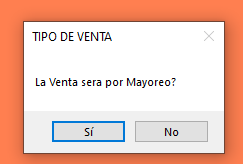 TIPO DE VENTA
La Venta sera por Mayoreo?
Sí
No